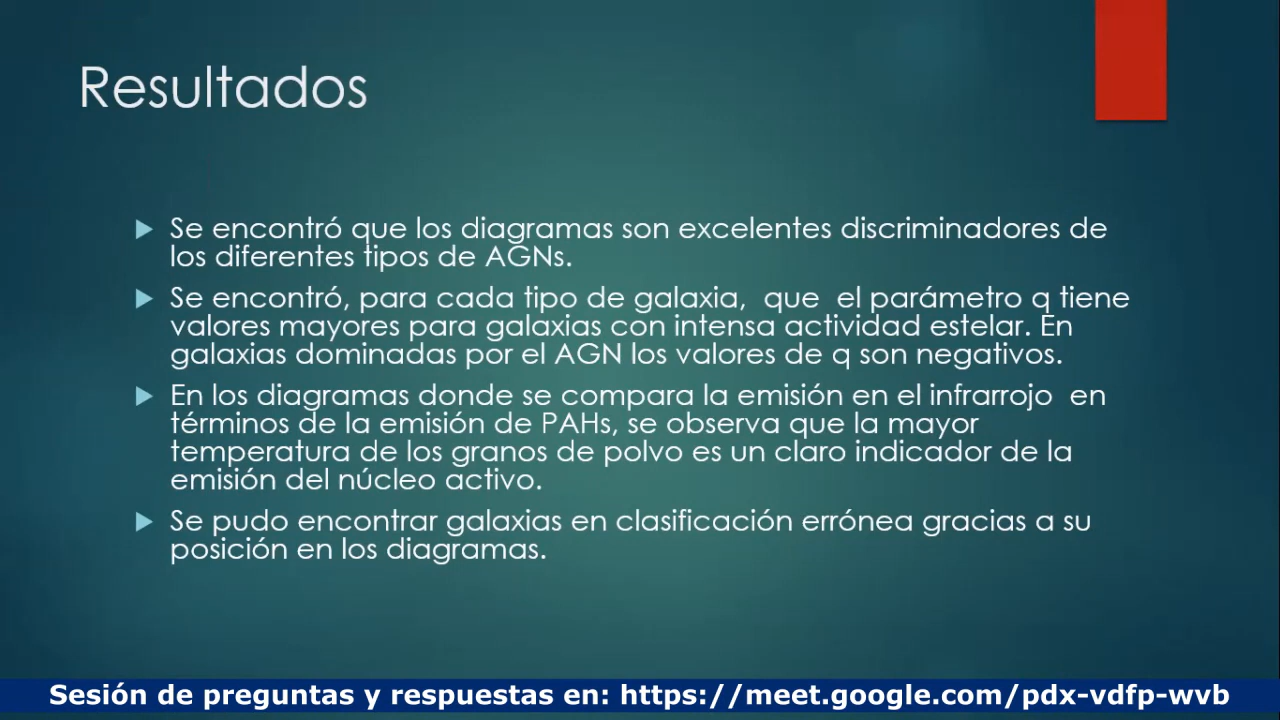 Resultados
Se encontró que los diagramas son excelentes discriminadores de
los diferentes tipos de AGNs.
Se encontró, para cada tipo de galaxia,  que  el parámetro q tiene
valores mayores para galaxias con intensa actividad estelar. En
galaxias dominadas por el AGN los valores de q son negativos.
En los diagramas donde se compara la emisión en el infrarrojo  en
términos de la emisión de PAHs, se observa que la mayor
temperatura de los granos de polvo es un claro indicador de la
emisión del núcleo activo.
Se pudo encontrar galaxias en clasificación errónea gracias a su
posición en los diagramas.
Sesión de preguntas y respuestas en: https://meet.google.com/pdx-vdfp-wvb